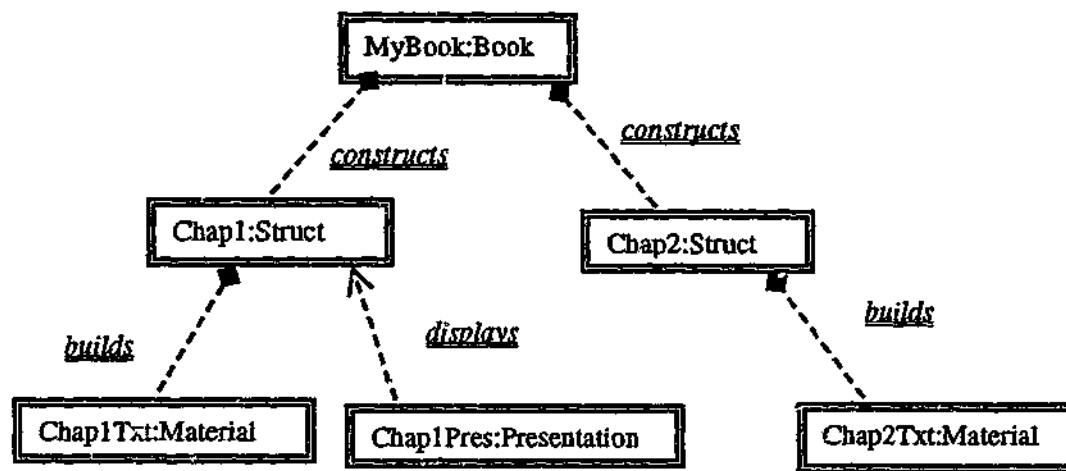 MyBook:Book
constructs
constructs
Chap1:Struct
Chap2:Struct
builds
displays
builds
Chap1Txt:Material
Chap1Pres:Presentation
Chap2Txt:Material